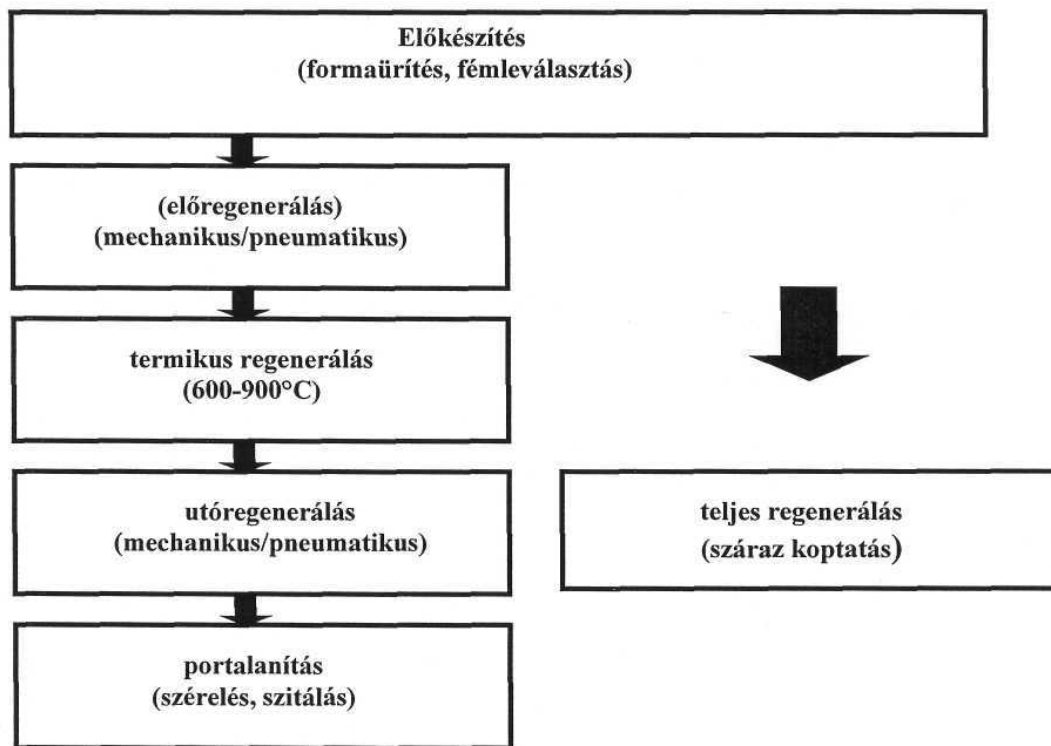 Előkészítés
(formaürítés, fémleválasztás)
(előregenerálás)
(mechanikus/pneumatikus)
termikus regenerálás
(600-900°C)
utóregenerálás
(mechanikus/pneumatikus)
teljes regenerálás
(száraz koptatás)
portalanítás
(szérelés, szitálás)